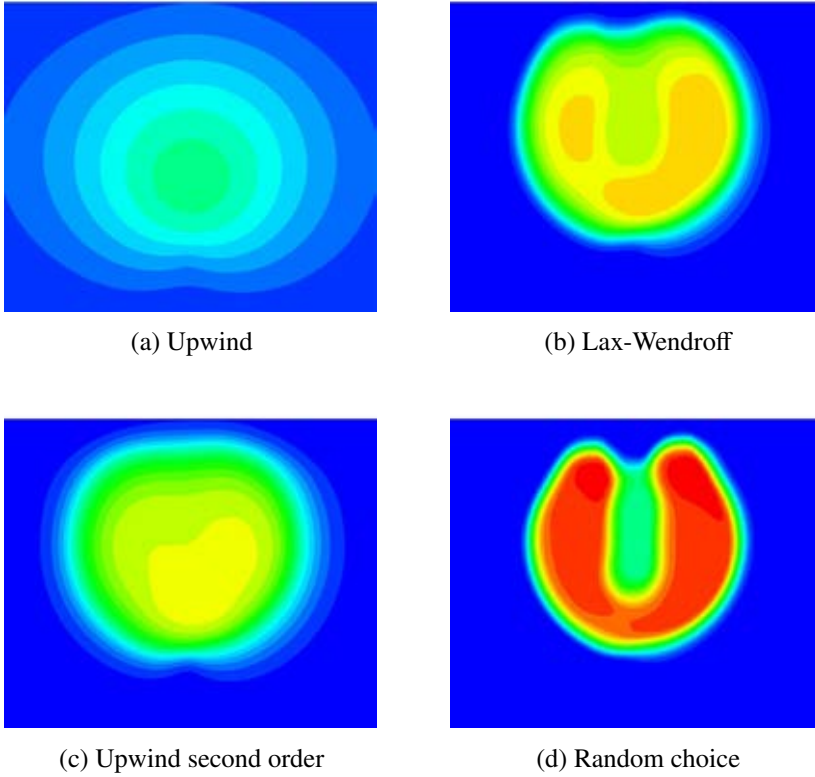 (a) Upwind
(b) Lax-Wendroff
(c) Upwind second order
(d) Random choice